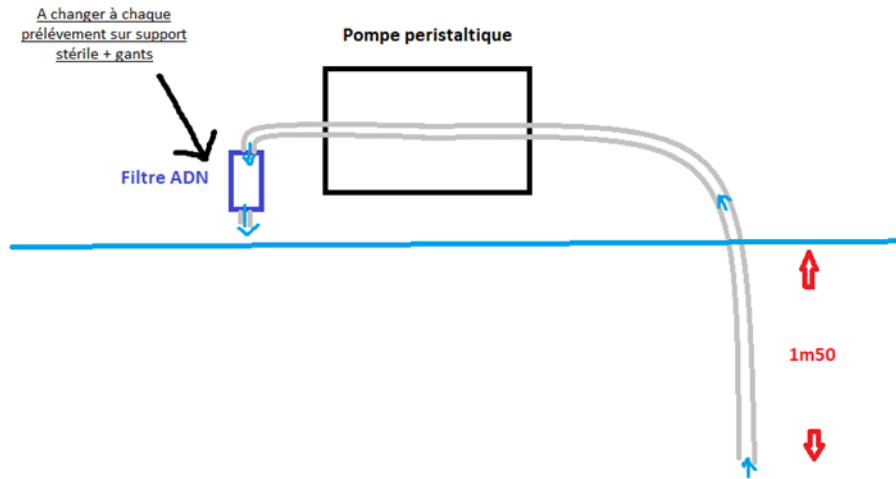 A changer à chaque
prélévement sur support
stérile + gants
Pompe peristaltique
Filtre ADN
1m50